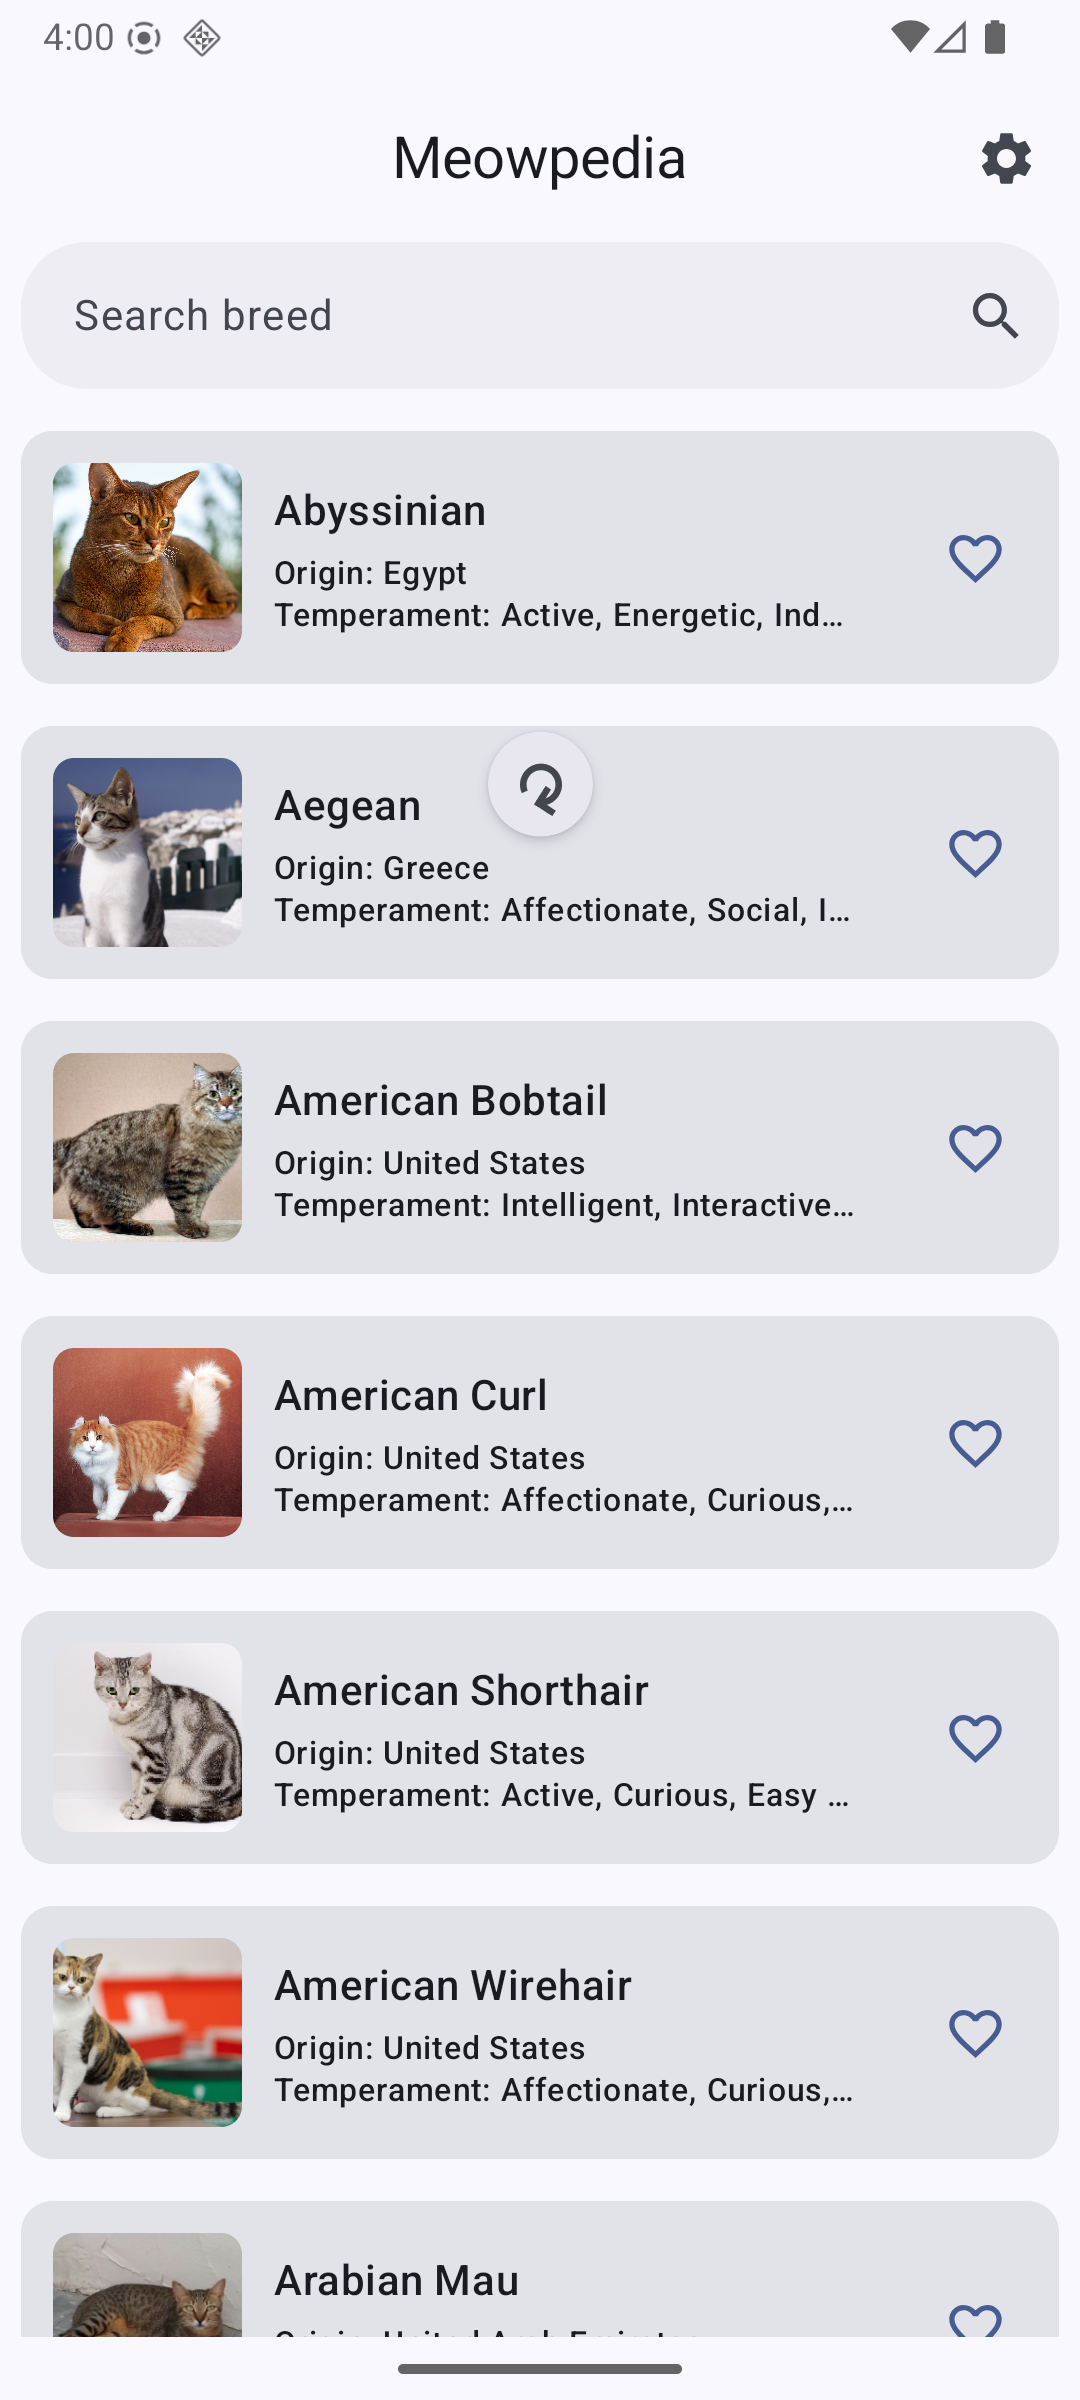 4:00
Meowpedia
Search breed
Abyssinian
Origin: Egypt
Temperament: Active, Energetic, Ind...
Aegean
Origin: Greece
Temperament: Affectionate, Social, I...
American Bobtail
Origin: United States
Temperament: Intelligent, Interactive...
American Curl
Origin: United States
Temperament: Affectionate, Curious,...
American Shorthair
Origin: United States
Temperament: Active, Curious, Easy ...
American Wirehair
Origin: United States
Temperament: Affectionate, Curious,...
Arabian Mau